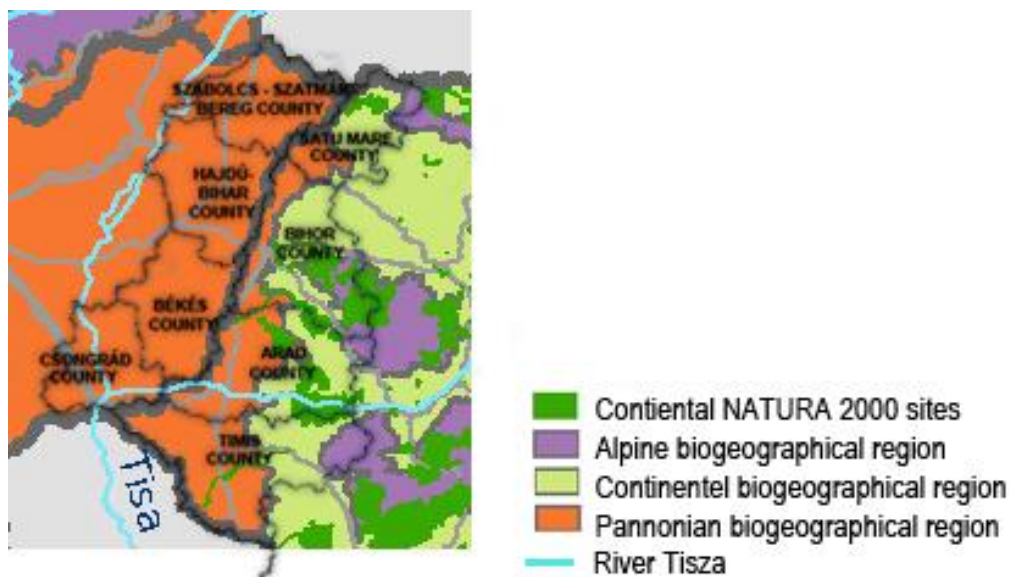 SZABOLCS - SZATMÁR
BEREG COUNTY
SATU MARE
COUNTY
HAJDÚ-
BIHAR
COUNTY
BIHOR
COUNTY
BÉKÉS
COUNTY
CSONGRÁD
COUNTY
ARAD
COUNTY
TIMIS
COUNTY
Tisa
Contiental NATURA 2000 sites
Alpine biogeographical region
Continentel biogeographical region
Pannonian biogeographical region
River Tisza